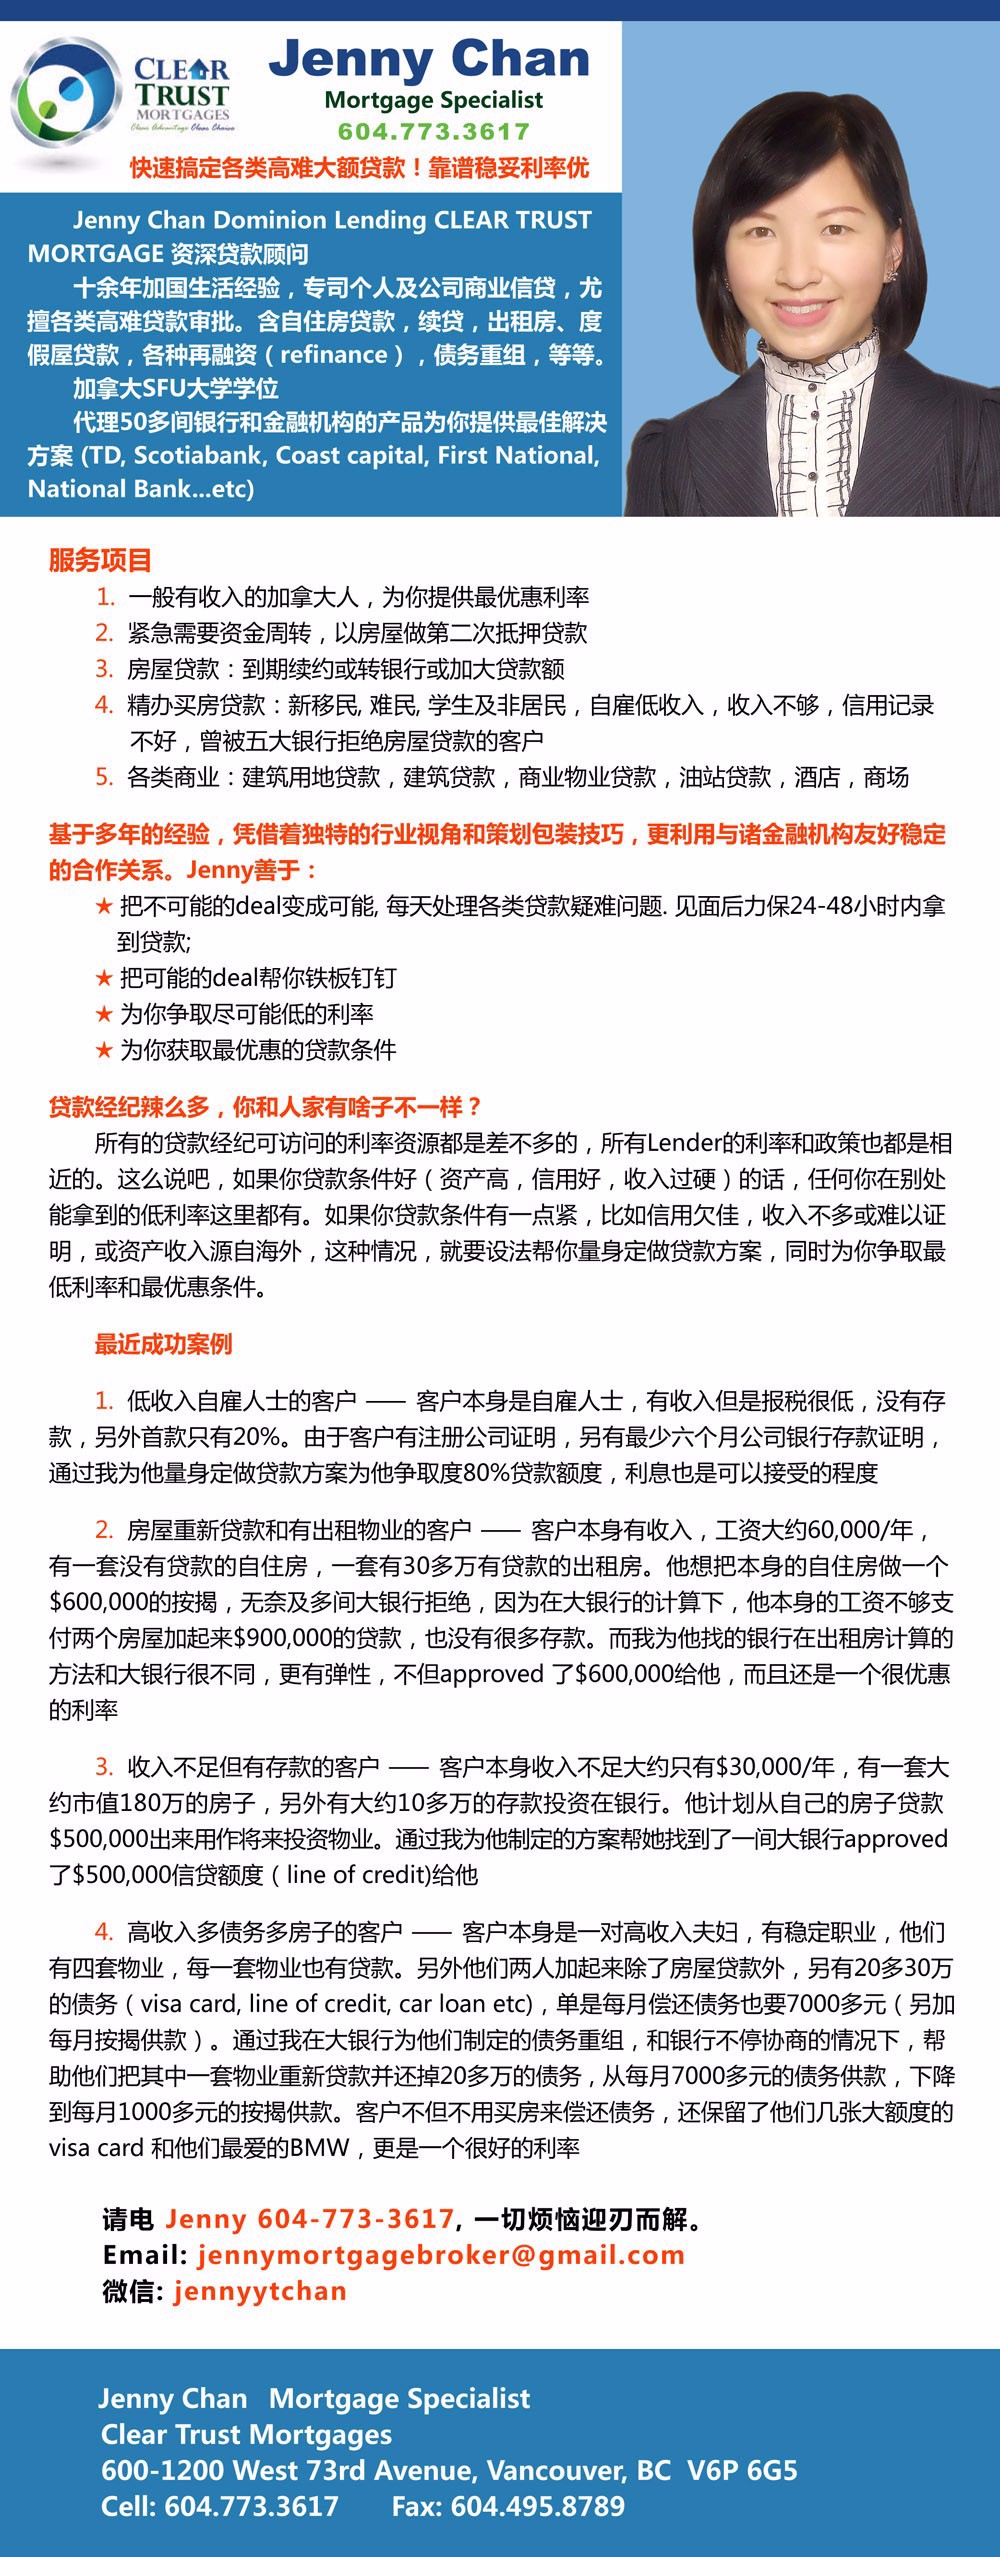 CLEAR
TRUST
MORTGAGES
Clear Advantage Clear Choice
Jenny Chan
Mortgage Specialist
604.773.3617
快速搞定各类高难大额贷款！靠谱稳妥利率优
Jenny Chan Dominion Lending CLEAR TRUST
MORTGAGE 资深贷款顾问
十余年加国生活经验，专司个人及公司商业信贷，尤
擅各类高难贷款审批。含自住房贷款，续贷，出租房、度
假屋贷款，各种再融资（refinance），债务重组，等等。
加拿大SFU大学学位
代理50多间银行和金融机构的产品为你提供最佳解决
方案 (TD, Scotiabank, Coast capital, First National,
National Bank...etc)
服务项目
1. 一般有收入的加拿大人，为你提供最优惠利率
2. 紧急需要资金周转，以房屋做第二次抵押贷款
3. 房屋贷款：到期续约或转银行或加大贷款额
4. 精办买房贷款：新移民, 难民, 学生及非居民，自雇低收入，收入不够，信用记录
不好，曾被五大银行拒绝房屋贷款的客户
5. 各类商业：建筑用地贷款，建筑贷款，商业物业贷款，油站贷款，酒店，商场
基于多年的经验，凭借着独特的行业视角和策划包装技巧，更利用与诸金融机构友好稳定
的合作关系。Jenny善于：
★ 把不可能的deal变成可能, 每天处理各类贷款疑难问题. 见面后力保24-48小时内拿
到贷款;
★ 把可能的deal帮你铁板钉钉
★ 为你争取尽可能低的利率
★ 为你获取最优惠的贷款条件
贷款经纪辣么多，你和人家有啥子不一样？
所有的贷款经纪可访问的利率资源都是差不多的，所有Lender的利率和政策也都是相
近的。这么说吧，如果你贷款条件好（资产高，信用好，收入过硬）的话，任何你在别处
能拿到的低利率这里都有。如果你贷款条件有一点紧，比如信用欠佳，收入不多或难以证
明，或资产收入源自海外，这种情况，就要设法帮你量身定做贷款方案，同时为你争取最
低利率和最优惠条件。
最近成功案例
1. 低收入自雇人士的客户 —— 客户本身是自雇人士，有收入但是报税很低，没有存
款，另外首款只有20%。由于客户有注册公司证明，另有最少六个月公司银行存款证明，
通过我为他量身定做贷款方案为他争取度80%贷款额度，利息也是可以接受的程度
2. 房屋重新贷款和有出租物业的客户 —— 客户本身有收入，工资大约60,000/年，
有一套没有贷款的自住房，一套有30多万有贷款的出租房。他想把本身的自住房做一个
$600,000的按揭，无奈及多间大银行拒绝，因为在大银行的计算下，他本身的工资不够支
付两个房屋加起来$900,000的贷款，也没有很多存款。而我为他找的银行在出租房计算的
方法和大银行很不同，更有弹性，不但approved 了$600,000给他，而且还是一个很优惠
的利率
3. 收入不足但有存款的客户 —— 客户本身收入不足大约只有$30,000/年，有一套大
约市值180万的房子，另外有大约10多万的存款投资在银行。他计划从自己的房子贷款
$500,000出来用作将来投资物业。通过我为他制定的方案帮她找到了一间大银行approved
了$500,000信贷额度（line of credit)给他
4. 高收入多债务多房子的客户 —— 客户本身是一对高收入夫妇，有稳定职业，他们
有四套物业，每一套物业也有贷款。另外他们两人加起来除了房屋贷款外，另有20多30万
的债务（visa card, line of credit, car loan etc)，单是每月偿还债务也要7000多元（另加
每月按揭供款）。通过我在大银行为他们制定的债务重组，和银行不停协商的情况下，帮
助他们把其中一套物业重新贷款并还掉20多万的债务，从每月7000多元的债务供款，下降
到每月1000多元的按揭供款。客户不但不用买房来偿还债务，还保留了他们几张大额度的
visa card 和他们最爱的BMW，更是一个很好的利率
请电 Jenny 604-773-3617, 一切烦恼迎刃而解。
Email: jennymortgagebroker@gmail.com
微信: jennyytchan
Jenny Chan Mortgage Specialist
Clear Trust Mortgages
600-1200 West 73rd Avenue, Vancouver, BC V6P 6G5
Cell: 604.773.3617 Fax: 604.495.8789